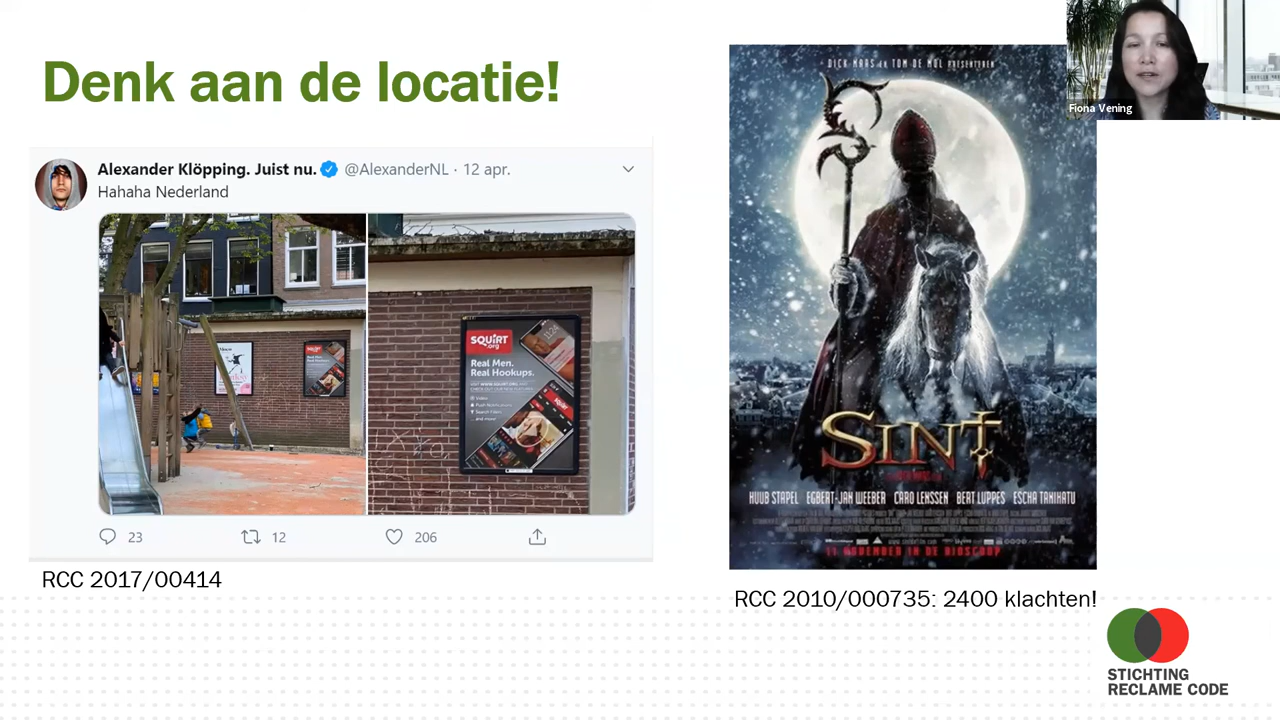 Denk aan de locatie!
Alexander Klöpping. Juist nu. @AlexanderNL · 12 apr.
Hahaha Nederland
SQUIRT
.org
Real Men.
Real Hookups.
23 12 206
RCC 2017/00414
DICK MAAS en TOM DE MOL PRESENTEREN
SINT
HUUB STAPEL EGBERT-JAN WEEBER CARO LENSSEN BERT LUPPES ESCHA TANIHATU
11 NOVEMBER IN DE BIOSCOOP
RCC 2010/000735: 2400 klachten!
Fiona Vening
STICHTING
RECLAME CODE